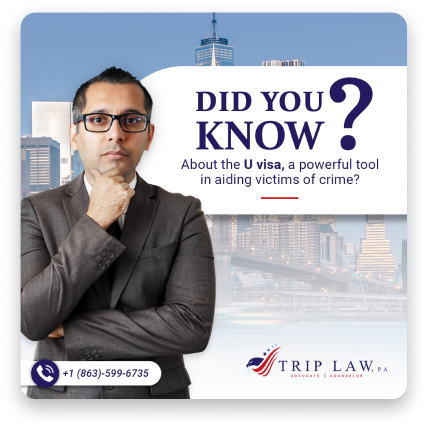 DID YOU
KNOW?
About the U visa, a powerful tool
in aiding victims of crime?
+1 (863)-599-6735
TRIP LAW, P.A
ADVOCATE | COUNSELOR